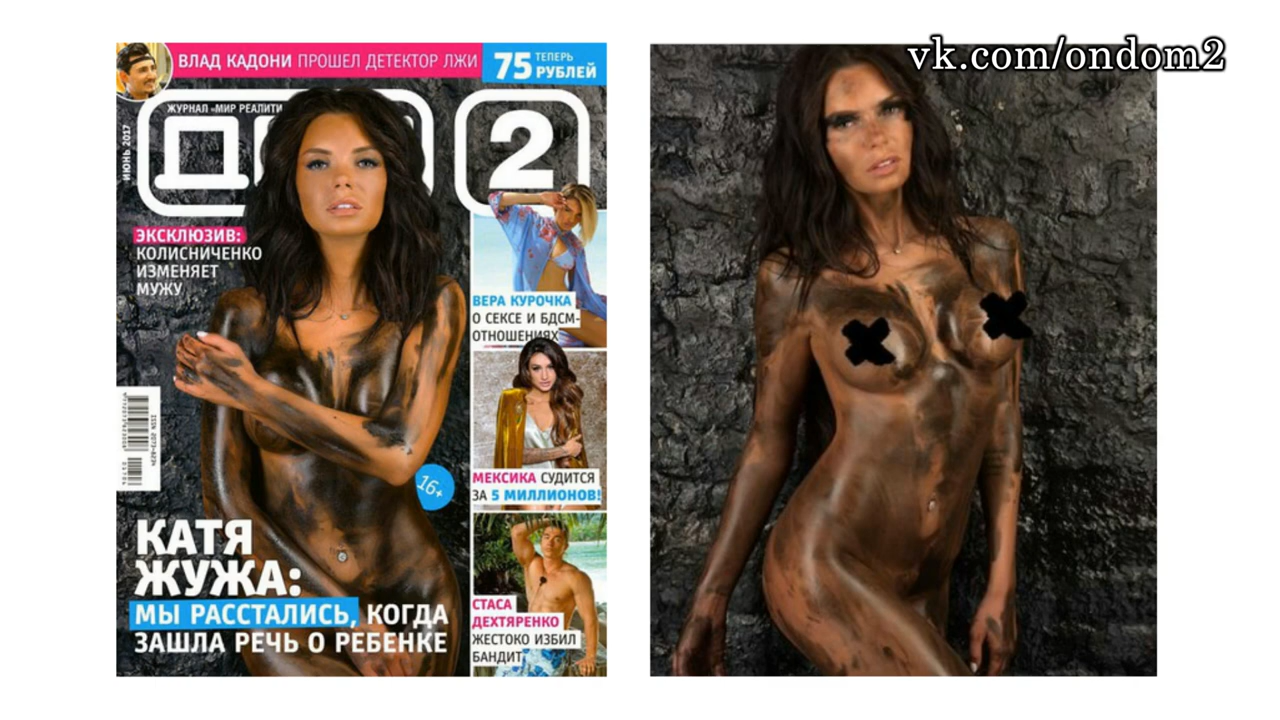 vk.com/ondom2
ВЛАД КАДОНИ ПРОШЕЛ ДЕТЕКТОР ЛЖИ
75 ТЕПЕРЬ
РУБЛЕЙ
ЖУРНАЛ «МИР РЕАЛИТИ
ИЮНЬ 2017
2
ЭКСКЛЮЗИВ:
КОЛИСНИЧЕНКО
ИЗМЕНЯЕТ
МУЖУ
ВЕРА КУРОЧКА
О СЕКСЕ И БДСМ-
ОТНОШЕНИЯХ
МЕКСИКА СУДИТСЯ
ЗА 5 МИЛЛИОНОВ!
16+
КАТЯ
ЖУЖА:
МЫ РАССТАЛИСЬ, КОГДА
ЗАШЛА РЕЧЬ О РЕБЕНКЕ
СТАСА
ДЕХТЯРЕНКО
ЖЕСТОКО ИЗБИЛ
БАНДИТ